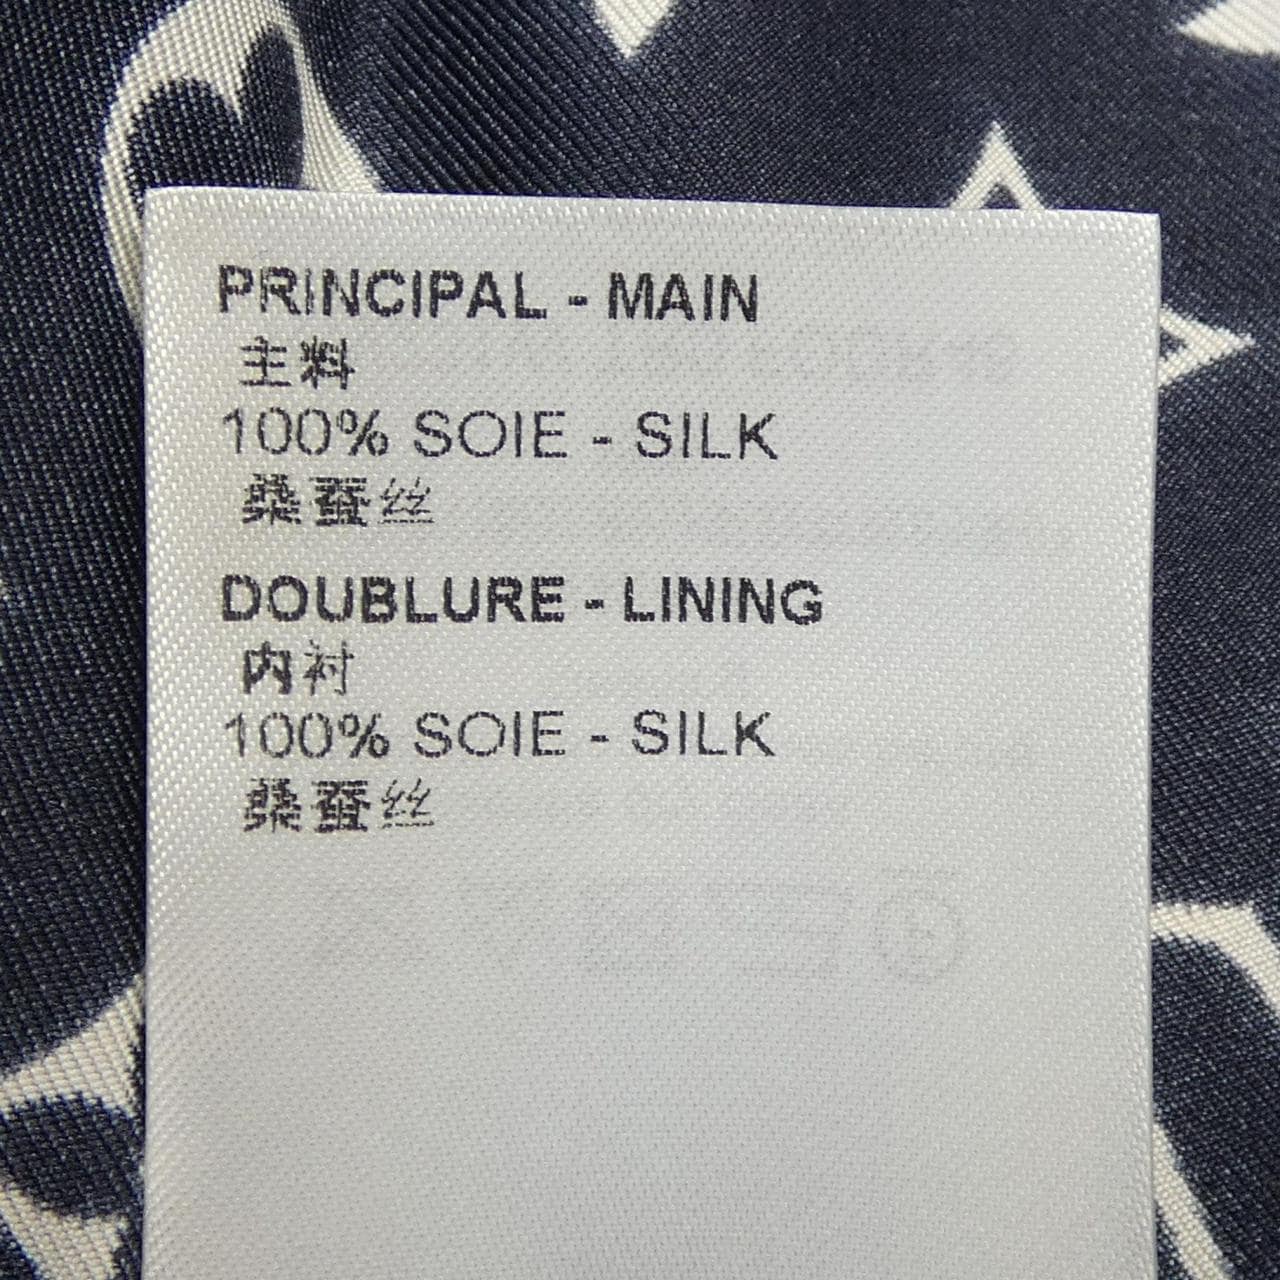 PRINCIPAL - MAIN
主料
100% SOIE - SILK
桑蚕丝
DOUBLURE - LINING
内衬
100% SOIE - SILK
桑蚕丝